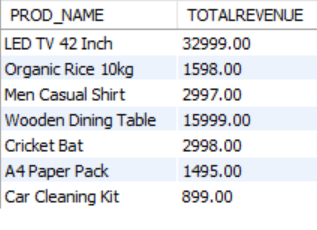 PROD_NAME TOTALREVENUE
LED TV 42 Inch 32999.00
Organic Rice 10kg 1598.00
Men Casual Shirt 2997.00
Wooden Dining Table 15999.00
Cricket Bat 2998.00
A4 Paper Pack 1495.00
Car Cleaning Kit 899.00